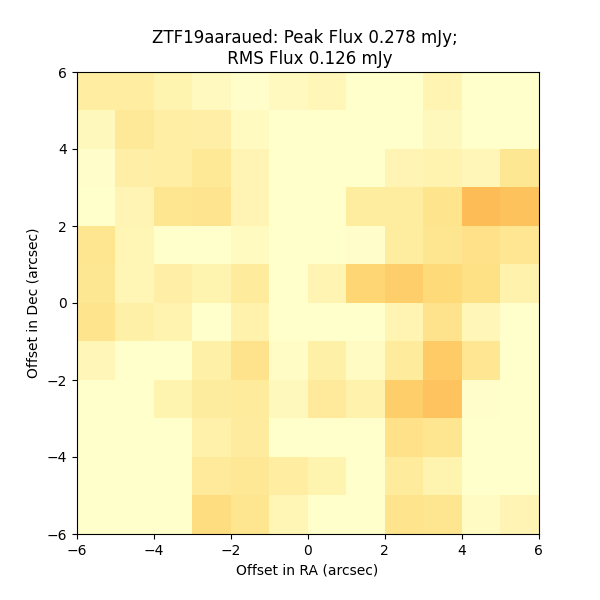 ZTF19aaraued: Peak Flux 0.278 mJy;
RMS Flux 0.126 mJy
6
4
2
0
−2
−4
−6
Offset in Dec (arcsec)
−6 −4 −2 0 2 4 6
Offset in RA (arcsec)